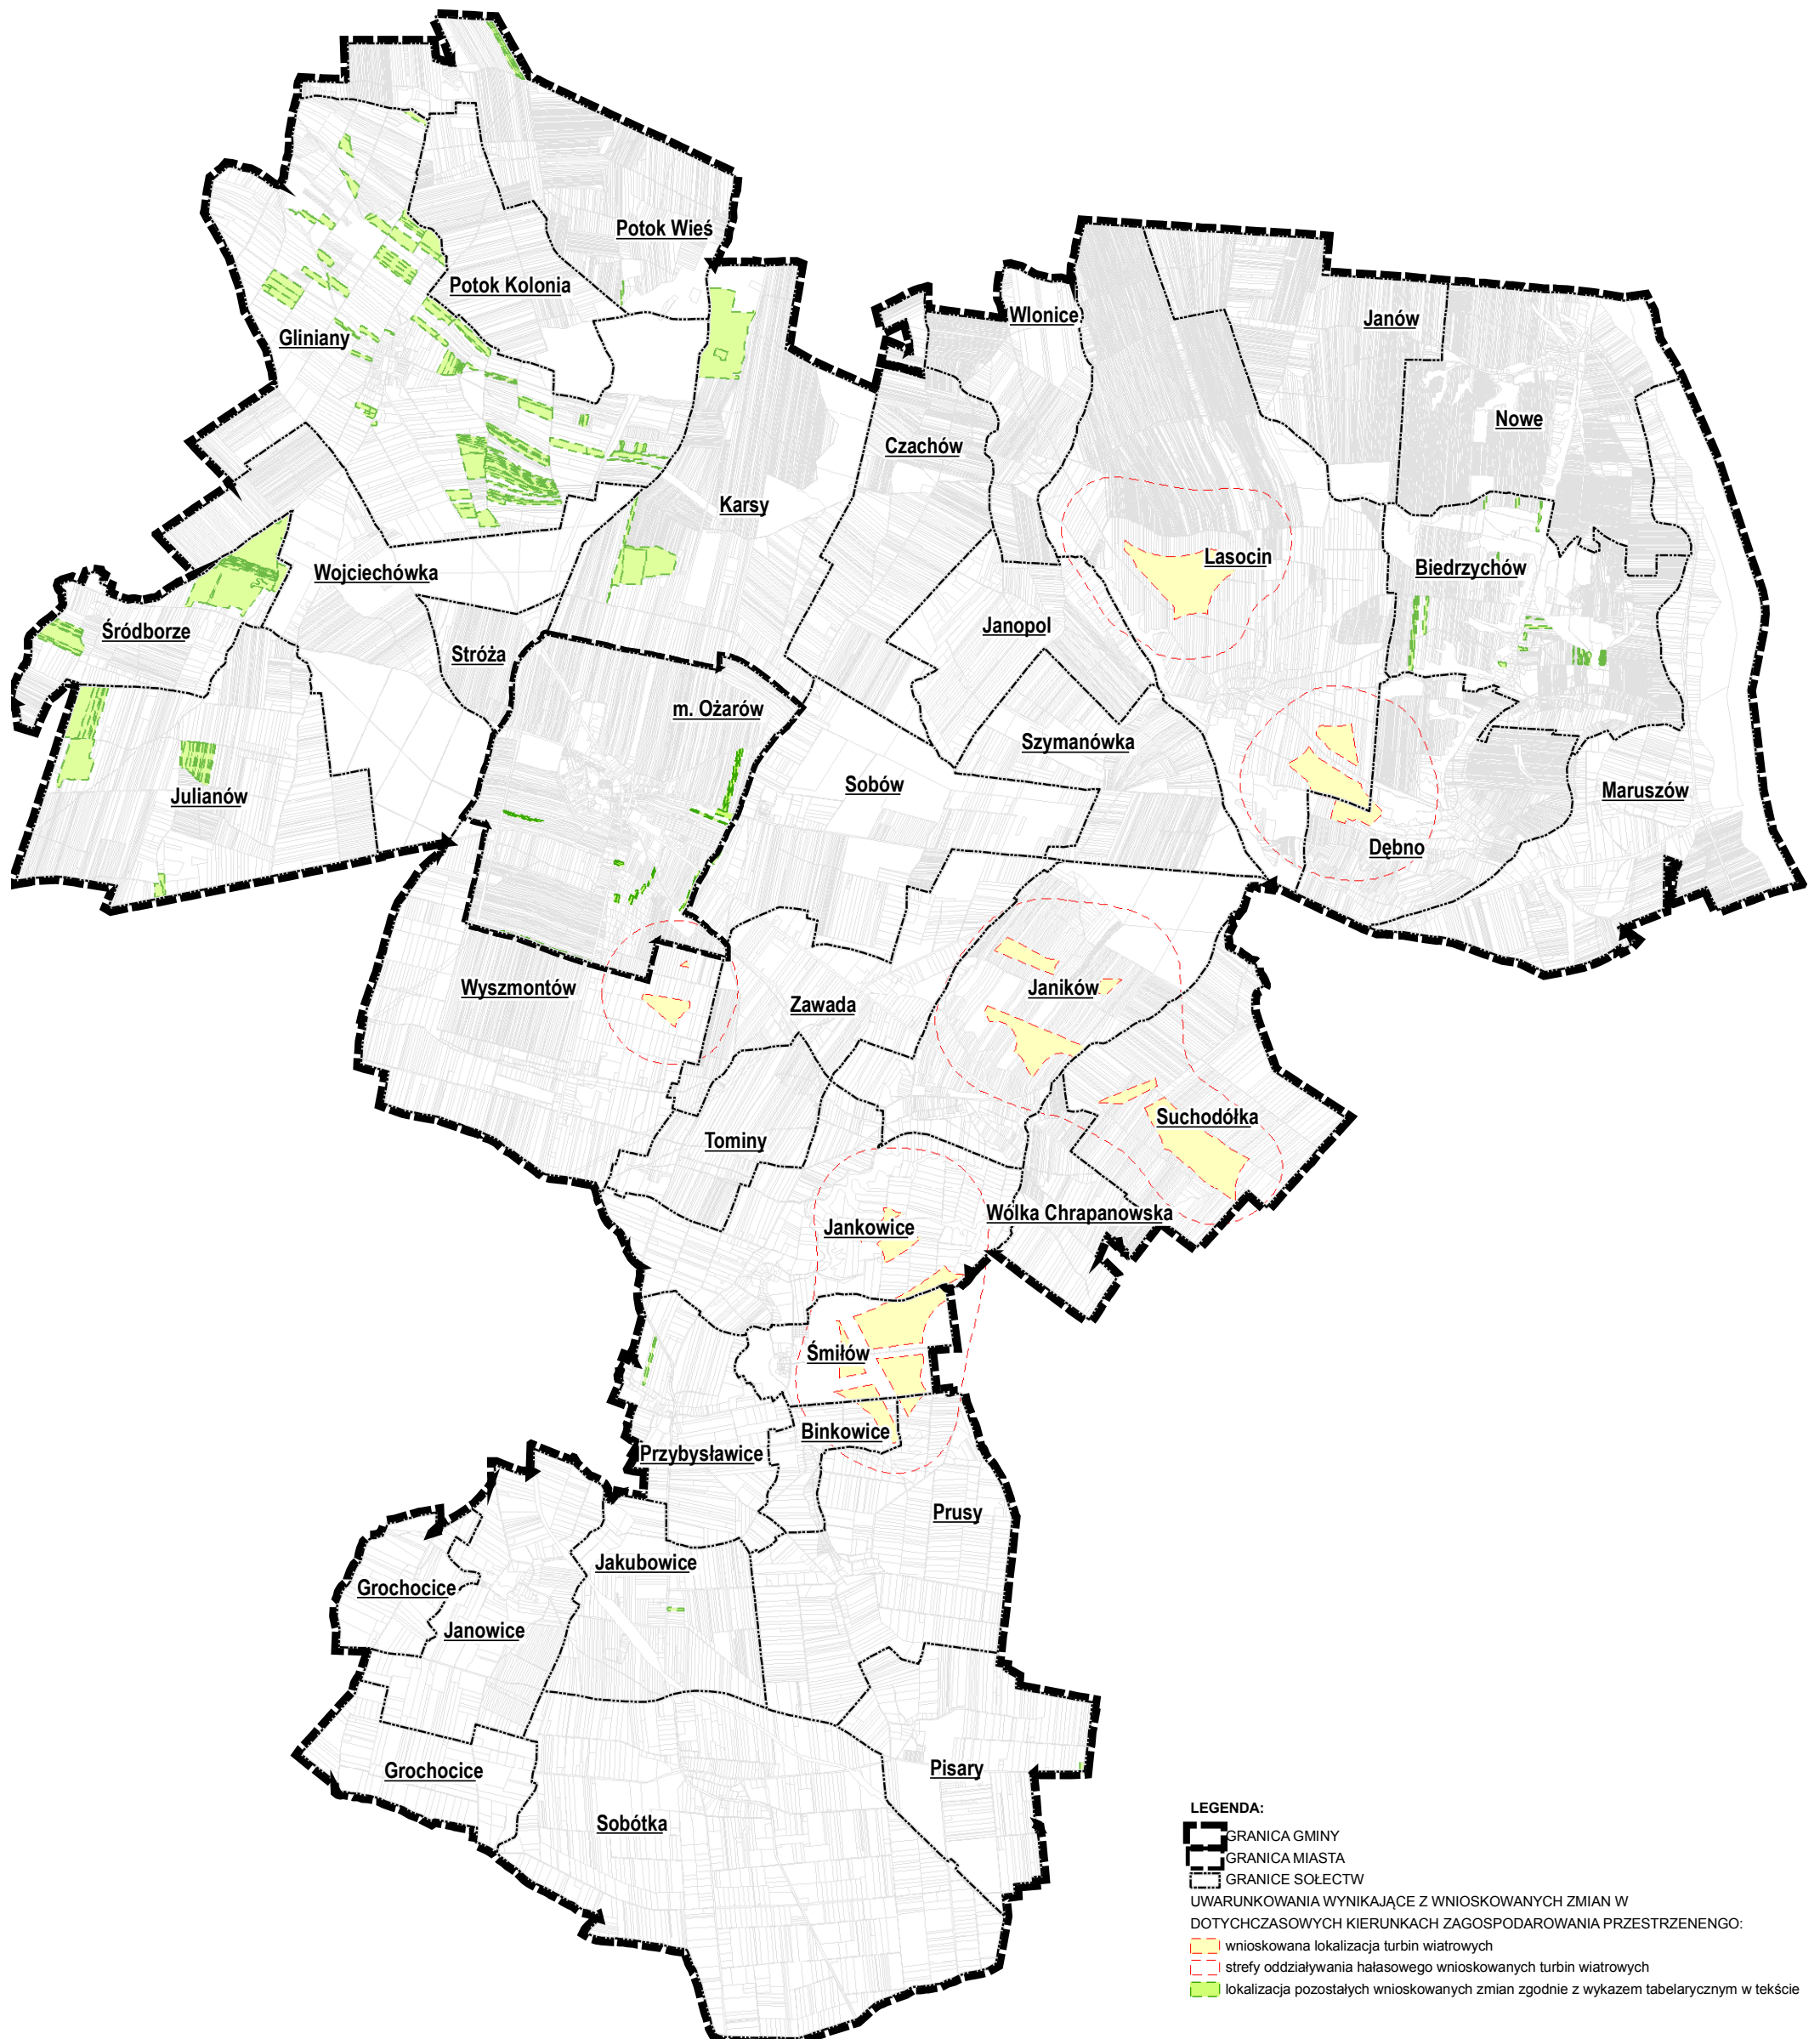 Potok Wieś
Potok Kolonia
Wlonice
Janów
Gliniany
Nowe
Czachów
Karsy
Lasocin
Biedrzychów
Wojciechówka
Śródborze
Janopol
Stróża
m. Ożarów
Szymanówka
Sobów
Maruszów
Julianów
Dębno
Wyszmontów
Janików
Zawada
Suchodółka
Tominy
Wólka Chrapanowska
Jankowice
Śmiłów
Binkowice
Przybysławice
Prusy
Jakubowice
Grochocice
Janowice
Pisary
Grochocice
Sobótka
LEGENDA:
GRANICA GMINY
GRANICA MIASTA
GRANICE SOŁECTW
UWARUNKOWANIA WYNIKAJĄCE Z WNIOSKOWANYCH ZMIAN W
DOTYCHCZASOWYCH KIERUNKACH ZAGOSPODAROWANIA PRZESTRZENENGO:
wnioskowana lokalizacja turbin wiatrowych
strefy oddziaływania hałasowego wnioskowanych turbin wiatrowych
lokalizacja pozostałych wnioskowanych zmian zgodnie z wykazem tabelarycznym w tekście